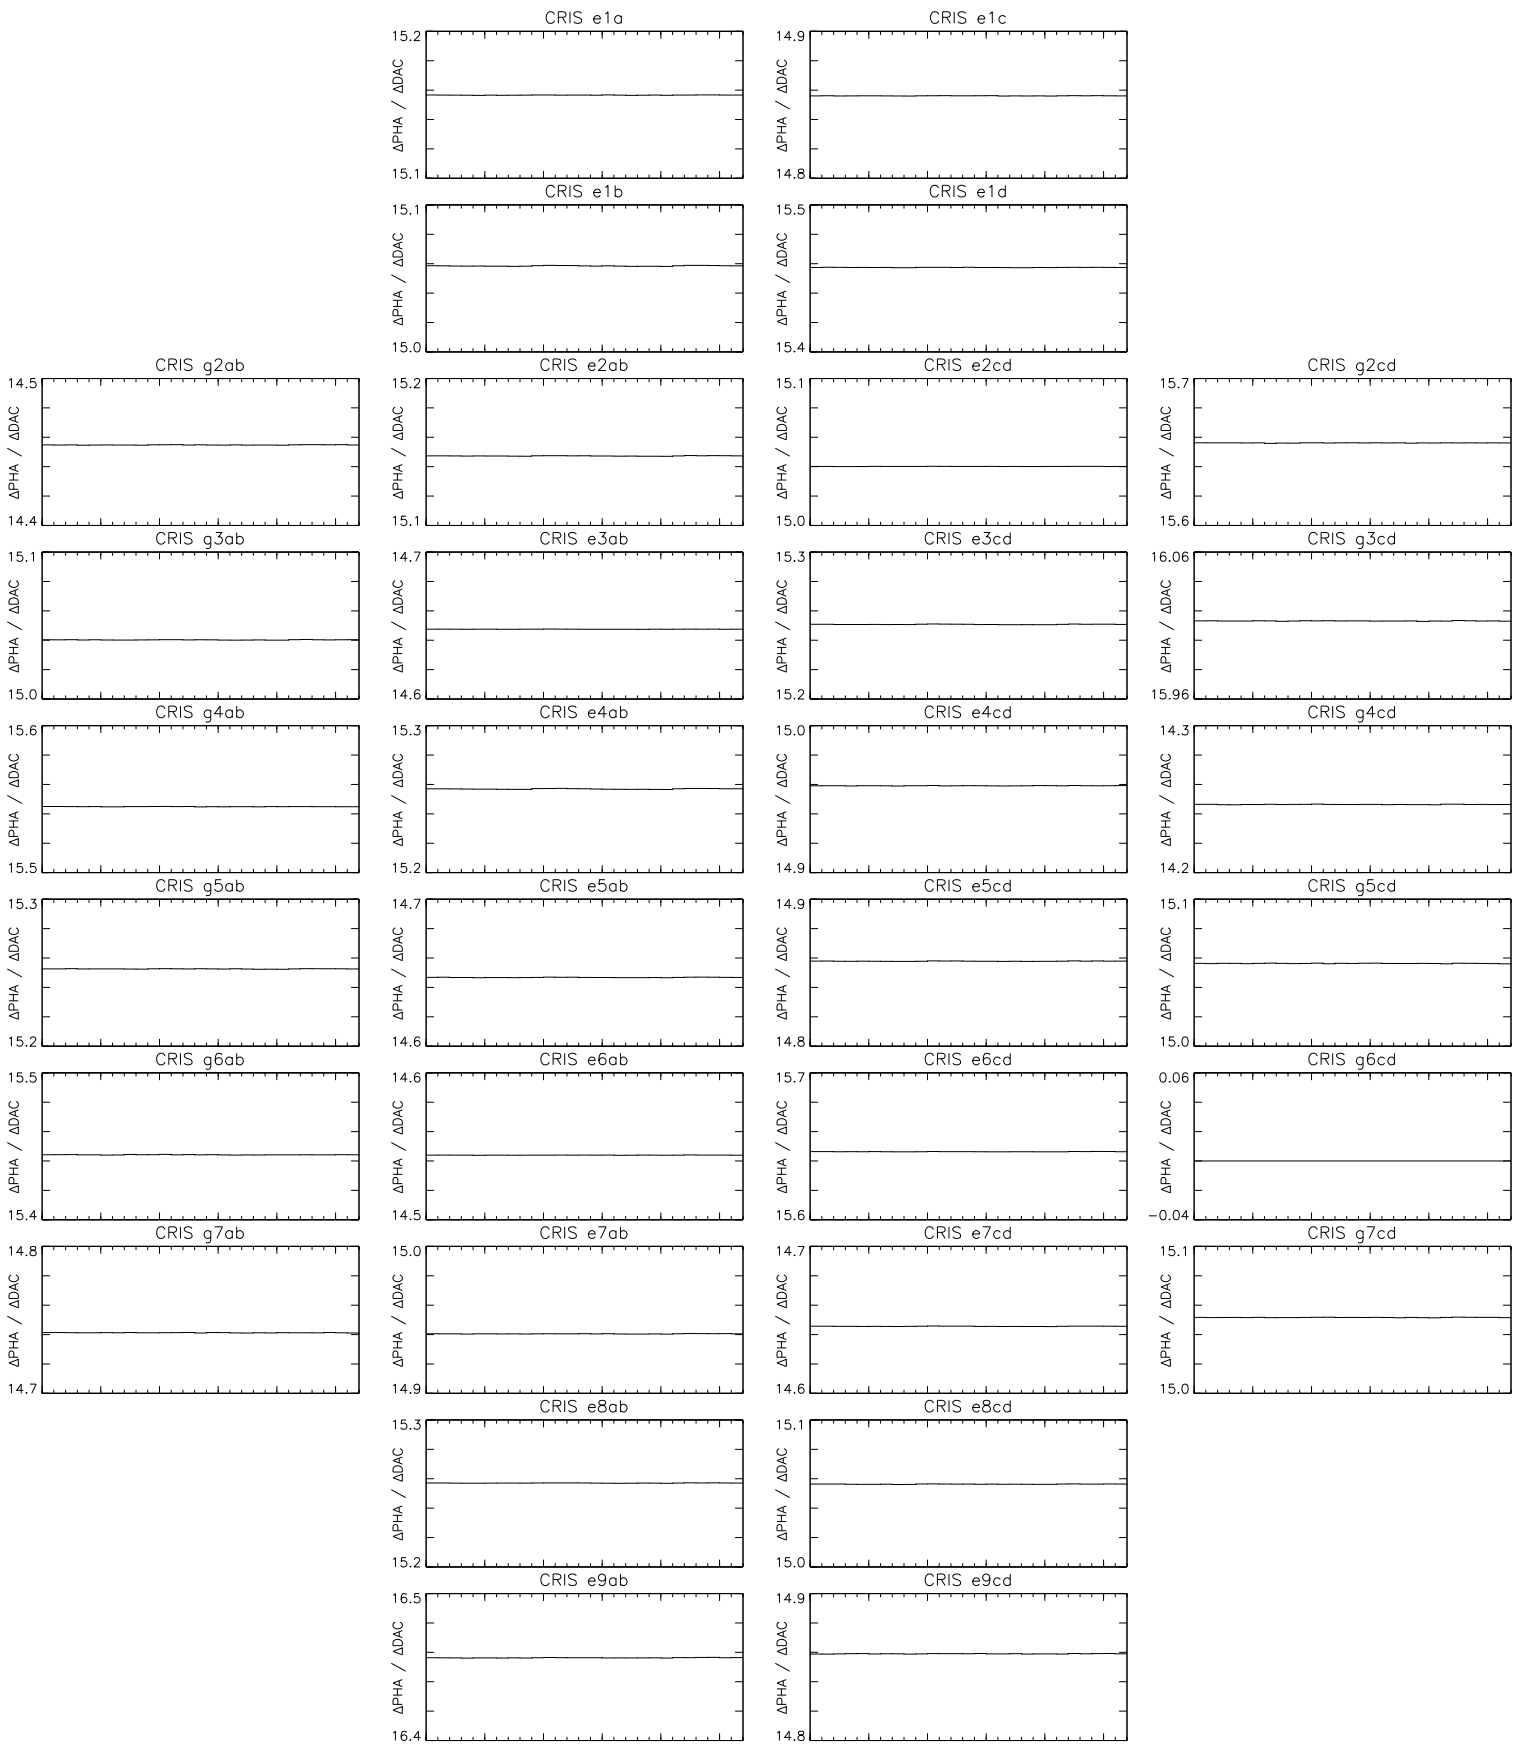 CRIS e1a
15.2
ΔPHA / ΔDAC
15.1
CRIS e1c
14.9
ΔPHA / ΔDAC
14.8
CRIS e1b
15.1
ΔPHA / ΔDAC
15.0
CRIS e1d
15.5
ΔPHA / ΔDAC
15.4
CRIS g2ab
14.5
ΔPHA / ΔDAC
14.4
CRIS e2ab
15.2
ΔPHA / ΔDAC
15.1
CRIS e2cd
15.1
ΔPHA / ΔDAC
15.0
CRIS g2cd
15.7
ΔPHA / ΔDAC
15.6
CRIS g3ab
15.1
ΔPHA / ΔDAC
15.0
CRIS e3ab
14.7
ΔPHA / ΔDAC
14.6
CRIS e3cd
15.3
ΔPHA / ΔDAC
15.2
CRIS g3cd
16.06
ΔPHA / ΔDAC
15.96
CRIS g4ab
15.6
ΔPHA / ΔDAC
15.5
CRIS e4ab
15.3
ΔPHA / ΔDAC
15.2
CRIS e4cd
15.0
ΔPHA / ΔDAC
14.9
CRIS g4cd
14.3
ΔPHA / ΔDAC
14.2
CRIS g5ab
15.3
ΔPHA / ΔDAC
15.2
CRIS e5ab
14.7
ΔPHA / ΔDAC
14.6
CRIS e5cd
14.9
ΔPHA / ΔDAC
14.8
CRIS g5cd
15.1
ΔPHA / ΔDAC
15.0
CRIS g6ab
15.5
ΔPHA / ΔDAC
15.4
CRIS e6ab
14.6
ΔPHA / ΔDAC
14.5
CRIS e6cd
15.7
ΔPHA / ΔDAC
15.6
CRIS g6cd
0.06
ΔPHA / ΔDAC
−0.04
CRIS g7ab
14.8
ΔPHA / ΔDAC
14.7
CRIS e7ab
15.0
ΔPHA / ΔDAC
14.9
CRIS e7cd
14.7
ΔPHA / ΔDAC
14.6
CRIS g7cd
15.1
ΔPHA / ΔDAC
15.0
CRIS e8ab
15.3
ΔPHA / ΔDAC
15.2
CRIS e8cd
15.1
ΔPHA / ΔDAC
15.0
CRIS e9ab
16.5
ΔPHA / ΔDAC
16.4
CRIS e9cd
14.9
ΔPHA / ΔDAC
14.8